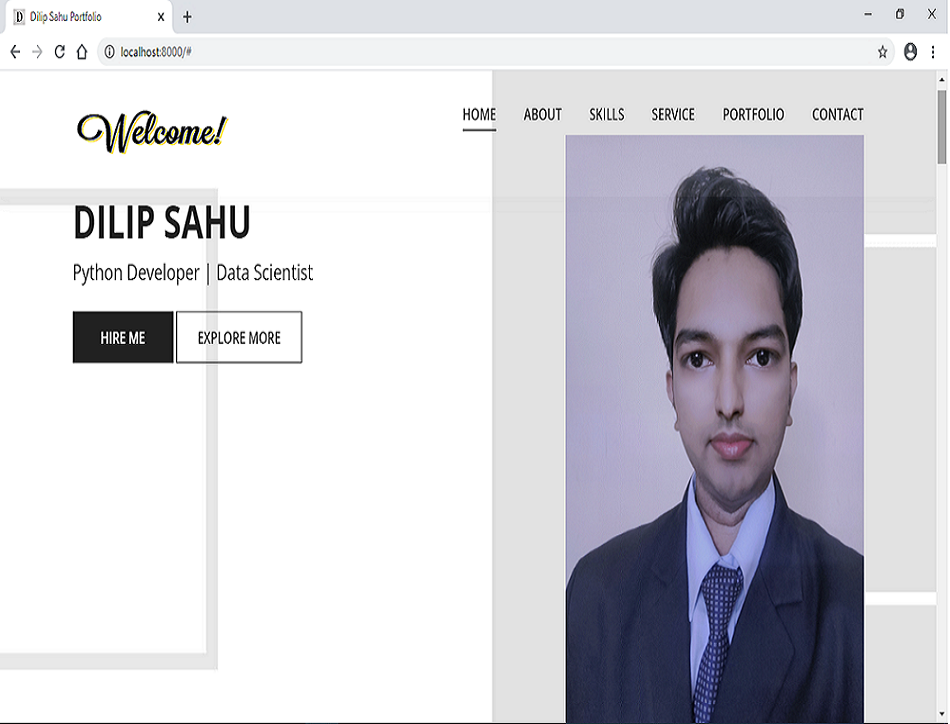 D Dilip Sahu Portfolio
localhost:8000/#
Welcome!
HOME ABOUT SKILLS SERVICE PORTFOLIO CONTACT
DILIP SAHU
Python Developer | Data Scientist
HIRE ME EXPLORE MORE